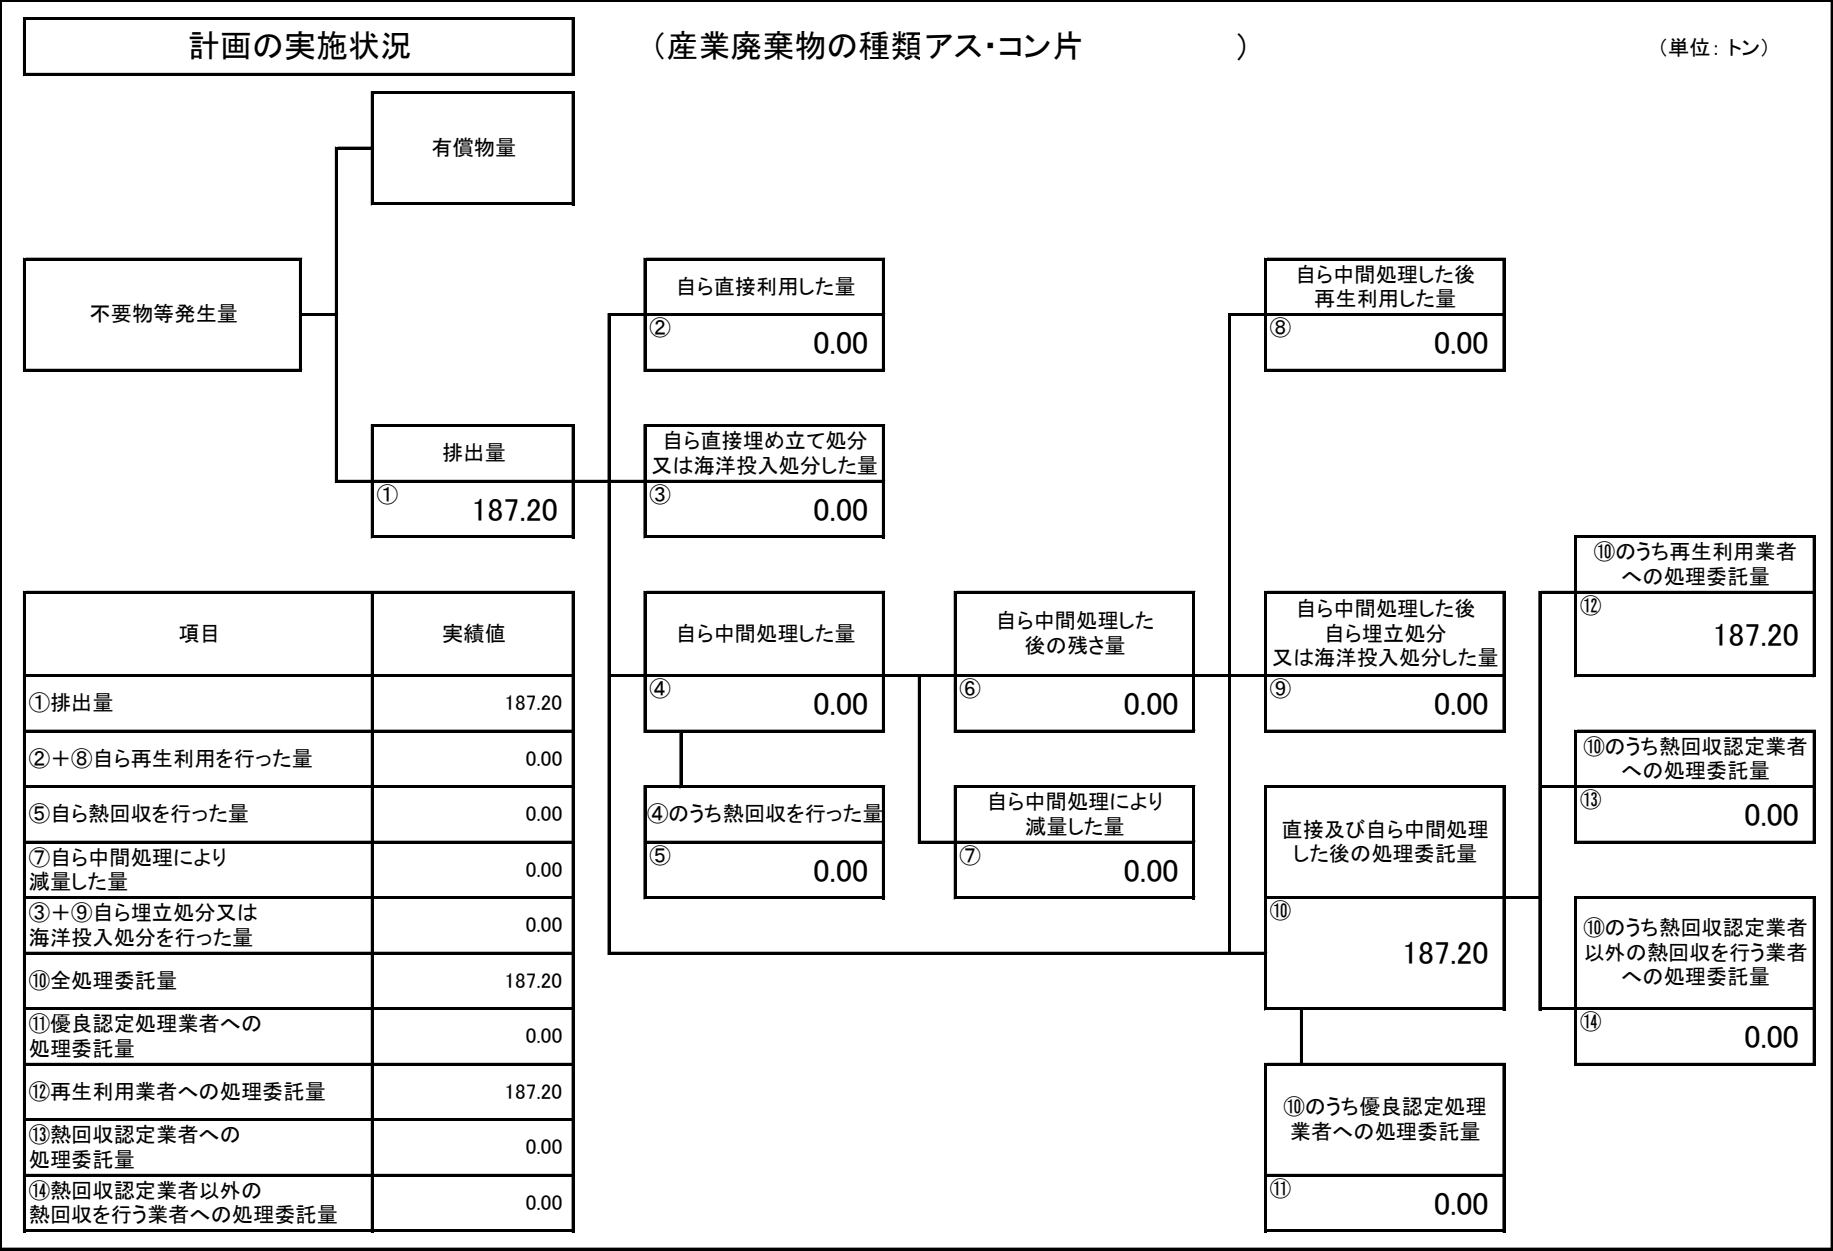 計画の実施状況
（産業廃棄物の種類アス・コン片　　　　　）
（単位：トン）
有償物量
不要物等発生量
排出量
① 187.20
自ら直接利用した量
② 0.00
自ら直接埋め立て処分
又は海洋投入処分した量
③ 0.00
自ら中間処理した量
④ 0.00
④のうち熱回収を行った量
⑤ 0.00
自ら中間処理した
後の残さ量
⑥ 0.00
自ら中間処理により
減量した量
⑦ 0.00
自ら中間処理した後
再生利用した量
⑧ 0.00
自ら中間処理した後
自ら埋立処分
又は海洋投入処分した量
⑨ 0.00
直接及び自ら中間処理
した後の処理委託量
⑩ 187.20
⑩のうち優良認定処理
業者への処理委託量
⑪ 0.00
⑩のうち再生利用業者
への処理委託量
⑫ 187.20
⑩のうち熱回収認定業者
への処理委託量
⑬ 0.00
⑩のうち熱回収認定業者
以外の熱回収を行う業者
への処理委託量
⑭ 0.00
項目 実績値
①排出量 187.20
②＋⑧自ら再生利用を行った量 0.00
⑤自ら熱回収を行った量 0.00
⑦自ら中間処理により
減量した量 0.00
③＋⑨自ら埋立処分又は
海洋投入処分を行った量 0.00
⑩全処理委託量 187.20
⑪優良認定処理業者への
処理委託量 0.00
⑫再生利用業者への処理委託量 187.20
⑬熱回収認定業者への
処理委託量 0.00
⑭熱回収認定業者以外の
熱回収を行う業者への処理委託量 0.00